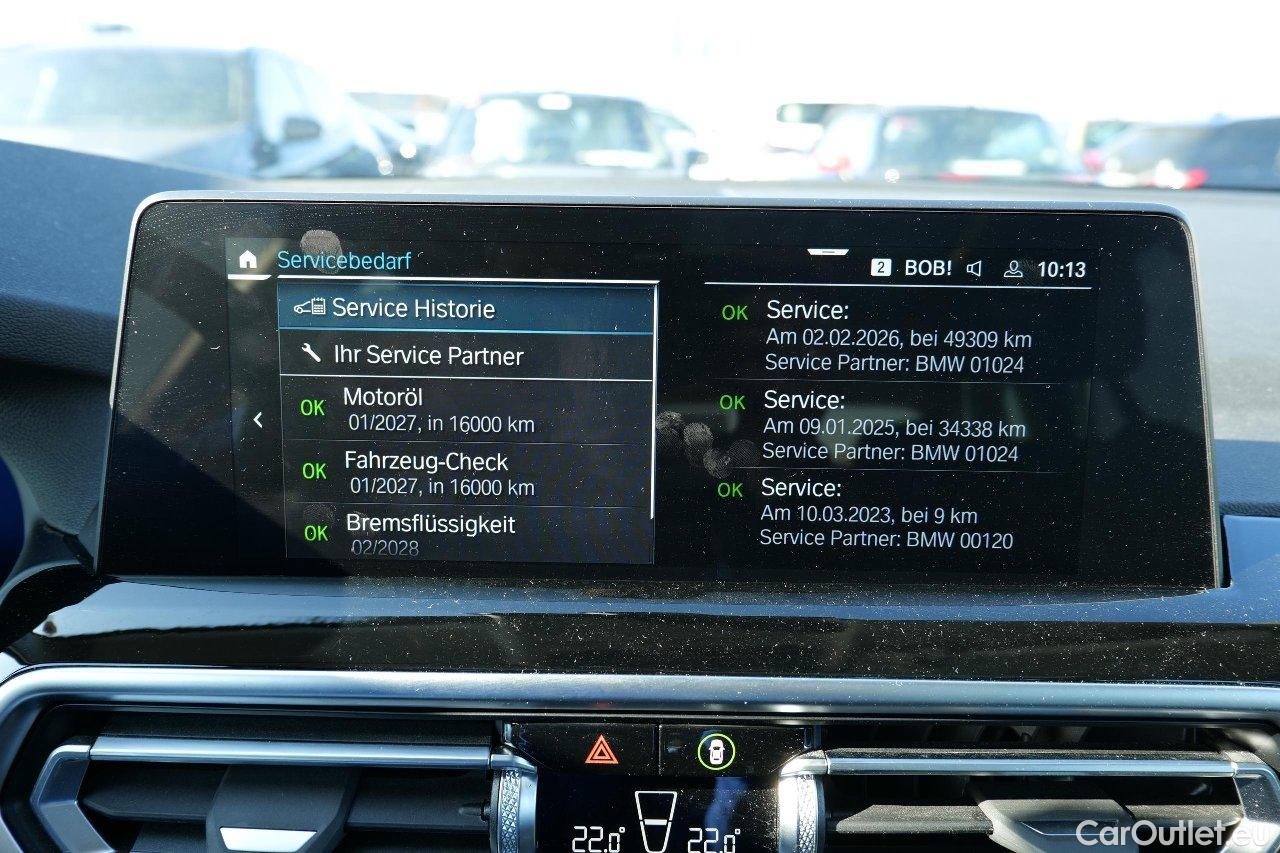 Servicebedarf
2 BOB! 10:13
Service Historie
Ihr Service Partner
OK Motoröl
01/2027, in 16000 km
OK Fahrzeug-Check
01/2027, in 16000 km
OK Bremsflüssigkeit
02/2028
OK Service:
Am 02.02.2026, bei 49309 km
Service Partner: BMW 01024
OK Service:
Am 09.01.2025, bei 34338 km
Service Partner: BMW 01024
OK Service:
Am 10.03.2023, bei 9 km
Service Partner: BMW 00120
22.0° 22.0°
CarOutlet.eu